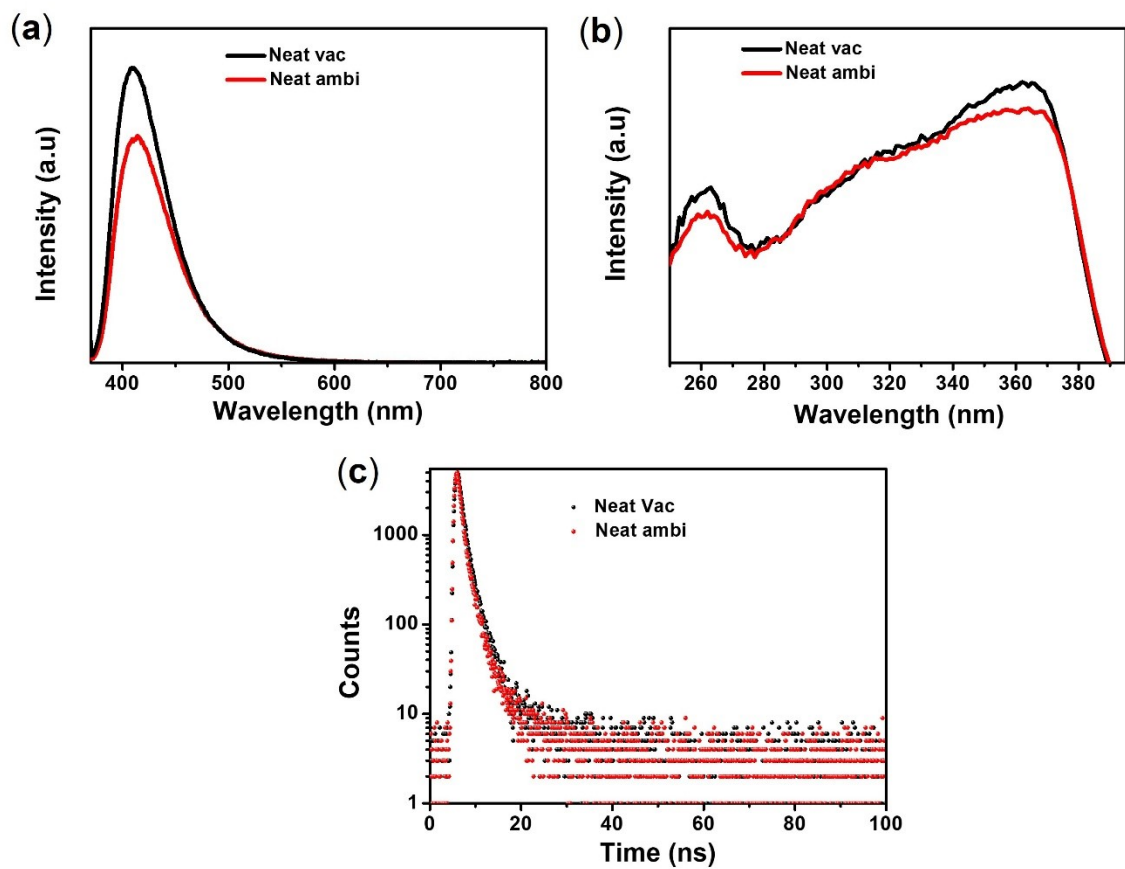 (a)
Neat vac
Neat ambi
Intensity (a.u)
400 500 600 700 800
Wavelength (nm)
(b)
Neat vac
Neat ambi
Intensity (a.u)
260 280 300 320 340 360 380
Wavelength (nm)
(c)
Neat Vac
Neat ambi
Counts
1000
100
10
1
0 20 40 60 80 100
Time (ns)